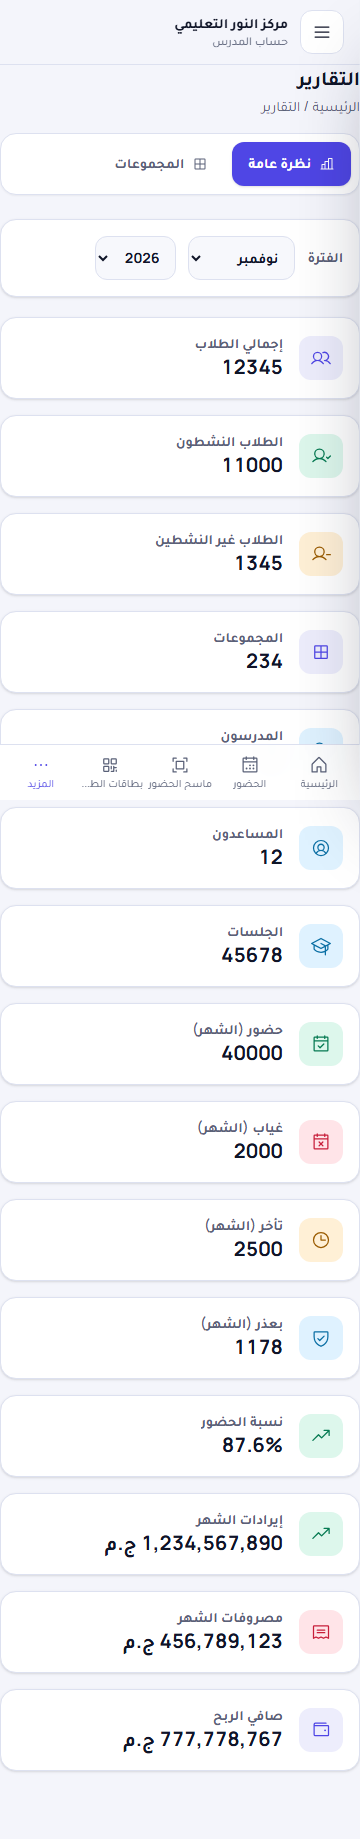 مركز النور التعليمي
حساب المدرس
التقارير
الرئيسية / التقارير
نظرة عامة
المجموعات
الفترة
نوفمبر
2026
إجمالي الطلاب
12345
الطلاب النشطون
11000
الطلاب غير النشطين
1345
المجموعات
234
المدرسون
الرئيسية
الحضور
ماسح الحضور
بطاقات الط...
المزيد
المساعدون
12
الجلسات
45678
حضور (الشهر)
40000
غياب (الشهر)
2000
تأخر (الشهر)
2500
بعذر (الشهر)
1178
نسبة الحضور
87.6%
إيرادات الشهر
1,234,567,890 ج.م
مصروفات الشهر
456,789,123 ج.م
صافي الربح
777,778,767 ج.م